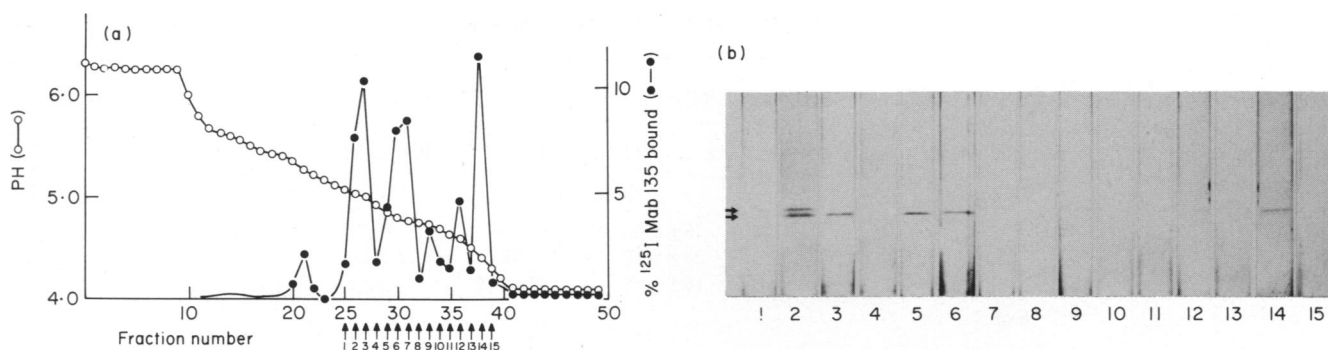 (a)
6·0
5·0
4·0
PH (○—○)
10
5
% ¹²⁵I Mab 135 bound (●—●)
10 20 30 40 50
Fraction number
1 2 3 4 5 6 7 8 9 10 11 12 13 14 15
(b)
! 2 3 4 5 6 7 8 9 10 11 12 13 14 15